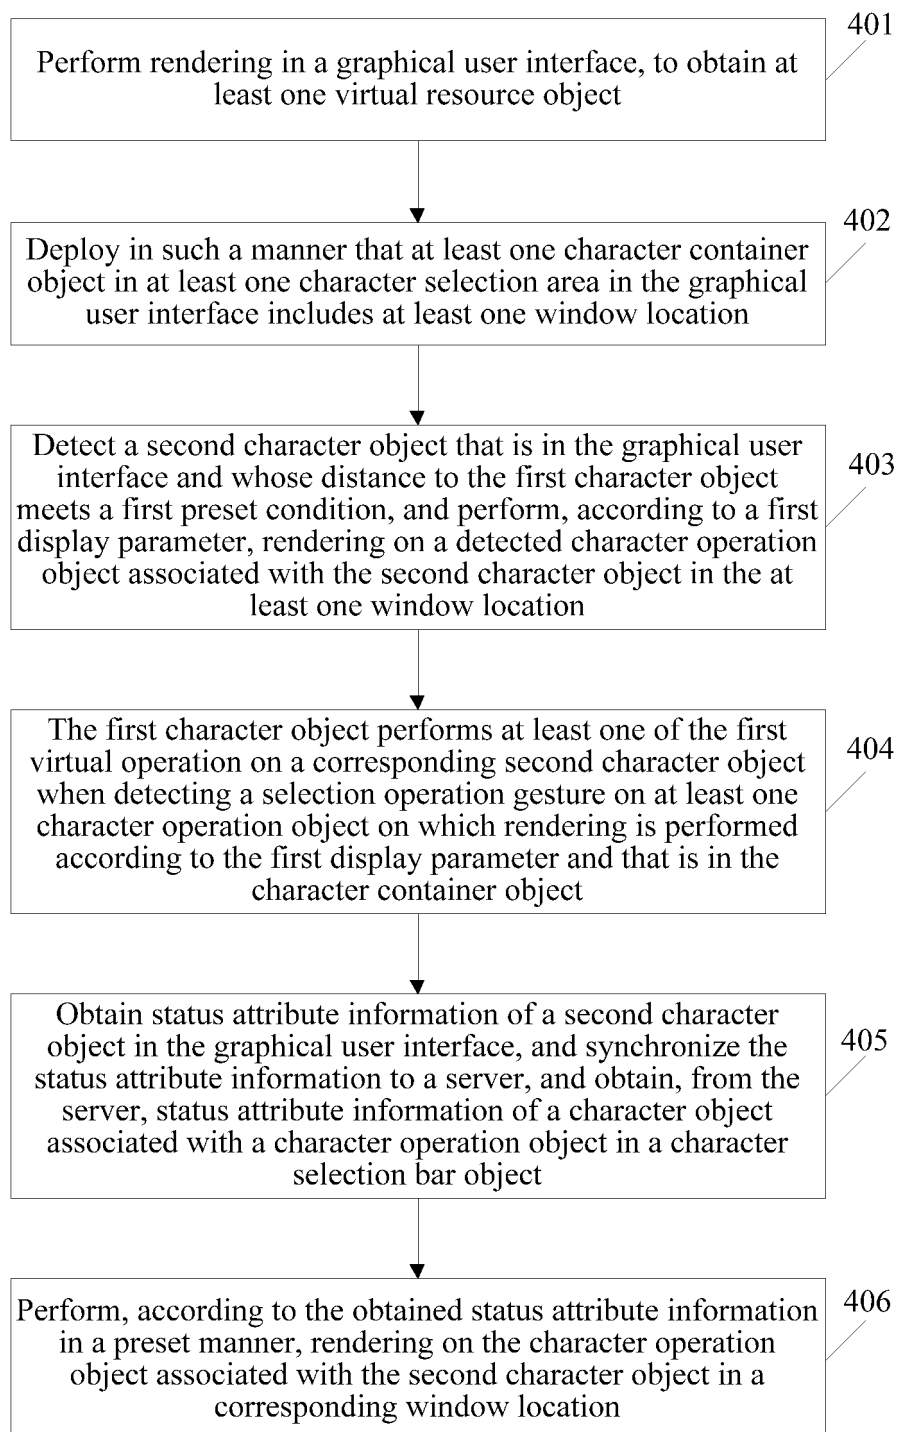 401
Perform rendering in a graphical user interface, to obtain at
least one virtual resource object
402
Deploy in such a manner that at least one character container
object in at least one character selection area in the graphical
user interface includes at least one window location
403
Detect a second character object that is in the graphical user
interface and whose distance to the first character object
meets a first preset condition, and perform, according to a first
display parameter, rendering on a detected character operation
object associated with the second character object in the at
least one window location
404
The first character object performs at least one of the first
virtual operation on a corresponding second character object
when detecting a selection operation gesture on at least one
character operation object on which rendering is performed
according to the first display parameter and that is in the
character container object
405
Obtain status attribute information of a second character
object in the graphical user interface, and synchronize the
status attribute information to a server, and obtain, from the
server, status attribute information of a character object
associated with a character operation object in a character
selection bar object
406
Perform, according to the obtained status attribute information
in a preset manner, rendering on the character operation
object associated with the second character object in a
corresponding window location